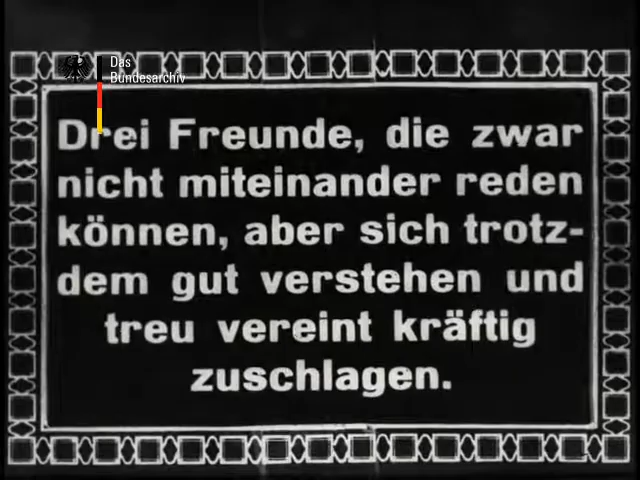 Das
Bundesarchiv
Drei Freunde, die zwar
nicht miteinander reden
können, aber sich trotz-
dem gut verstehen und
treu vereint kräftig
zuschlagen.